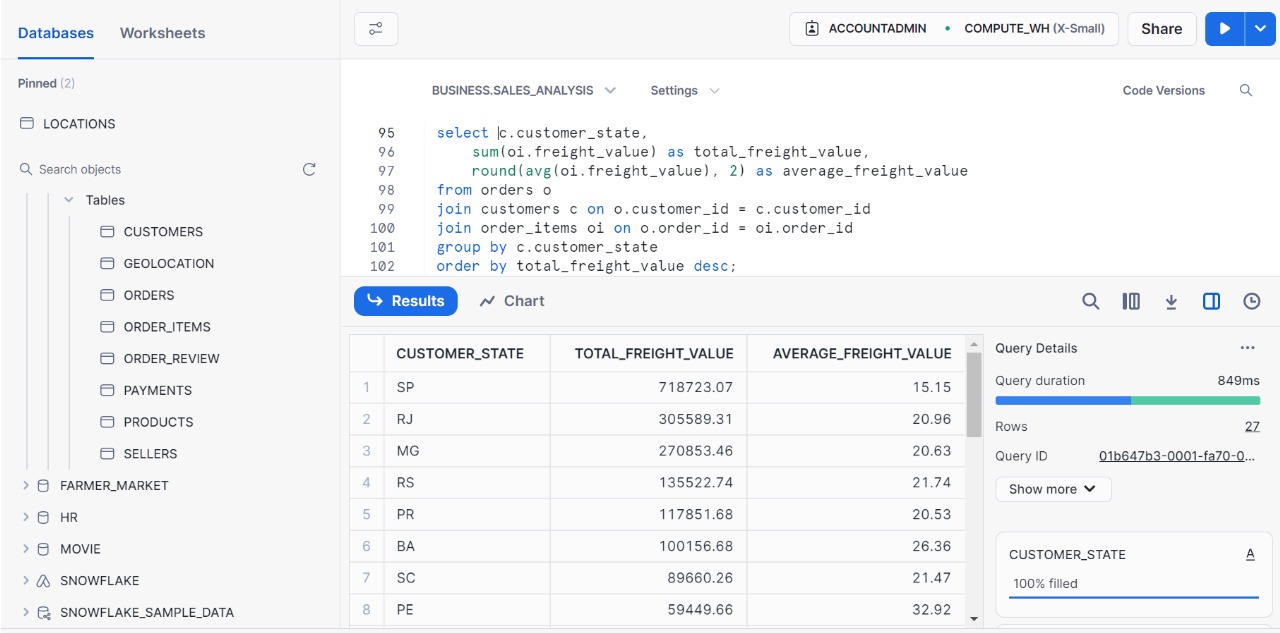 Databases
Worksheets
Pinned (2)
LOCATIONS
Search objects
Tables
CUSTOMERS
GEOLOCATION
ORDERS
ORDER_ITEMS
ORDER_REVIEW
PAYMENTS
PRODUCTS
SELLERS
FARMER_MARKET
HR
MOVIE
SNOWFLAKE
SNOWFLAKE_SAMPLE_DATA
ACCOUNTADMIN • COMPUTE_WH (X-Small)
Share
BUSINESS.SALES_ANALYSIS
Settings
Code Versions
95 select c.customer_state,
96 sum(oi.freight_value) as total_freight_value,
97 round(avg(oi.freight_value), 2) as average_freight_value
98 from orders o
99 join customers c on o.customer_id = c.customer_id
100 join order_items oi on o.order_id = oi.order_id
101 group by c.customer_state
102 order by total_freight_value desc;
Results
Chart
CUSTOMER_STATE TOTAL_FREIGHT_VALUE AVERAGE_FREIGHT_VALUE
1 SP 718723.07 15.15
2 RJ 305589.31 20.96
3 MG 270853.46 20.63
4 RS 135522.74 21.74
5 PR 117851.68 20.53
6 BA 100156.68 26.36
7 SC 89660.26 21.47
8 PE 59449.66 32.92
Query Details
Query duration 849ms
Rows 27
Query ID 01b647b3-0001-fa70-0...
Show more
CUSTOMER_STATE A
100% filled